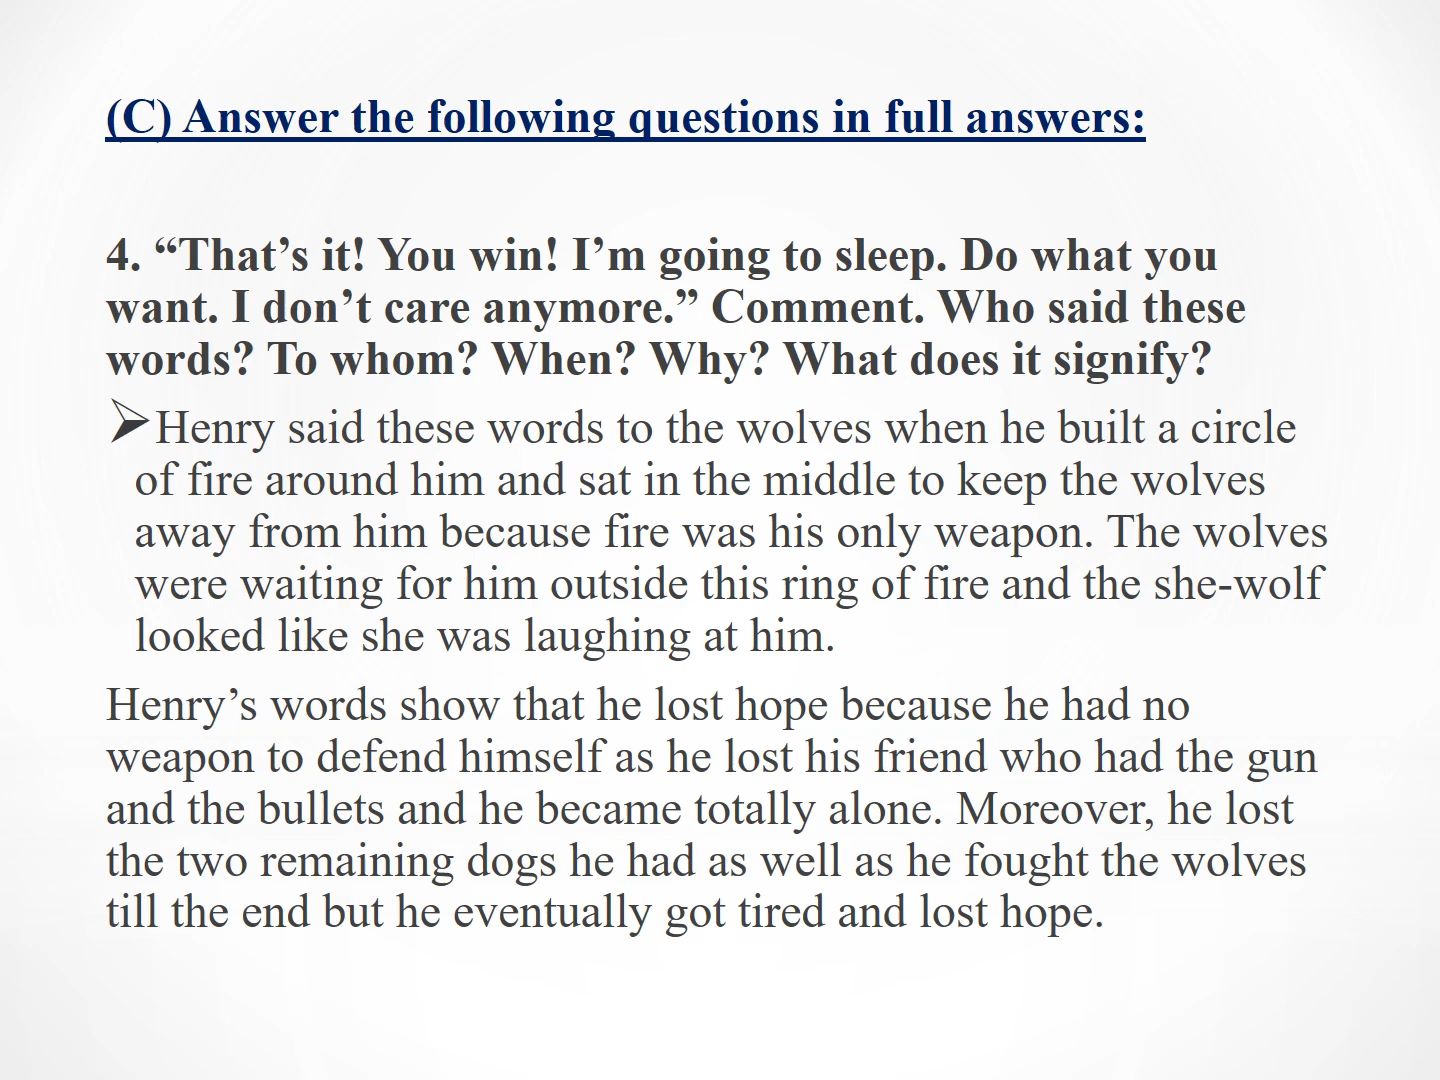 (C) Answer the following questions in full answers:
4. “That’s it! You win! I’m going to sleep. Do what you
want. I don’t care anymore.” Comment. Who said these
words? To whom? When? Why? What does it signify?
➢Henry said these words to the wolves when he built a circle
of fire around him and sat in the middle to keep the wolves
away from him because fire was his only weapon. The wolves
were waiting for him outside this ring of fire and the she-wolf
looked like she was laughing at him.
Henry’s words show that he lost hope because he had no
weapon to defend himself as he lost his friend who had the gun
and the bullets and he became totally alone. Moreover, he lost
the two remaining dogs he had as well as he fought the wolves
till the end but he eventually got tired and lost hope.